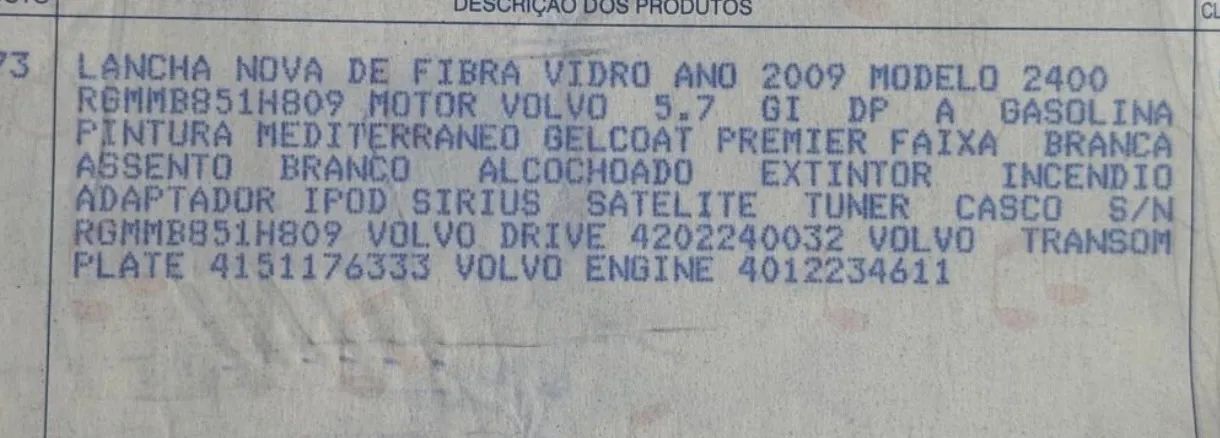 DESCRIÇÃO DOS PRODUTOS
CL
73
LANCHA NOVA DE FIBRA VIDRO ANO 2009 MODELO 2400
RGMMB851H809 MOTOR VOLVO 5.7 GI DP A GASOLINA
PINTURA MEDITERRANEO GELCOAT PREMIER FAIXA BRANCA
ASSENTO BRANCO ALCOCHOADO EXTINTOR INCENDIO
ADAPTADOR IPOD SIRIUS SATELITE TUNER CASCO S/N
RGMMB851H809 VOLVO DRIVE 4202240032 VOLVO TRANSOM
PLATE 4151176333 VOLVO ENGINE 4012234611